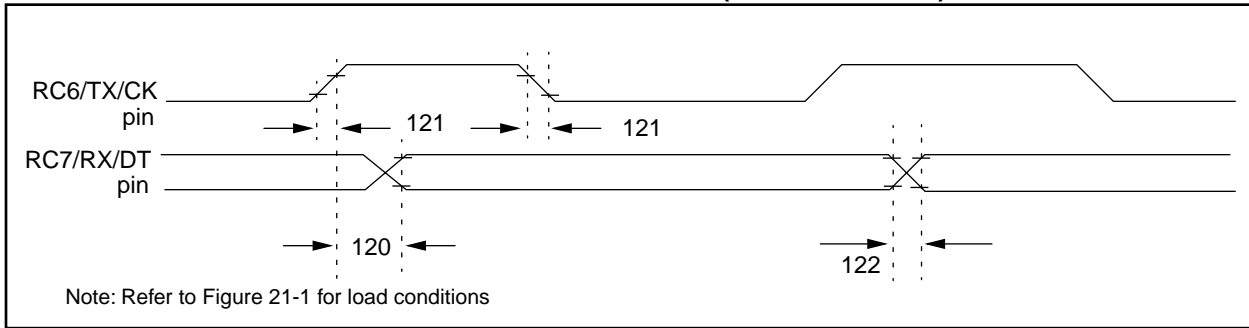 RC6/TX/CK
pin
121
121
RC7/RX/DT
pin
120
122
Note: Refer to Figure 21-1 for load conditions